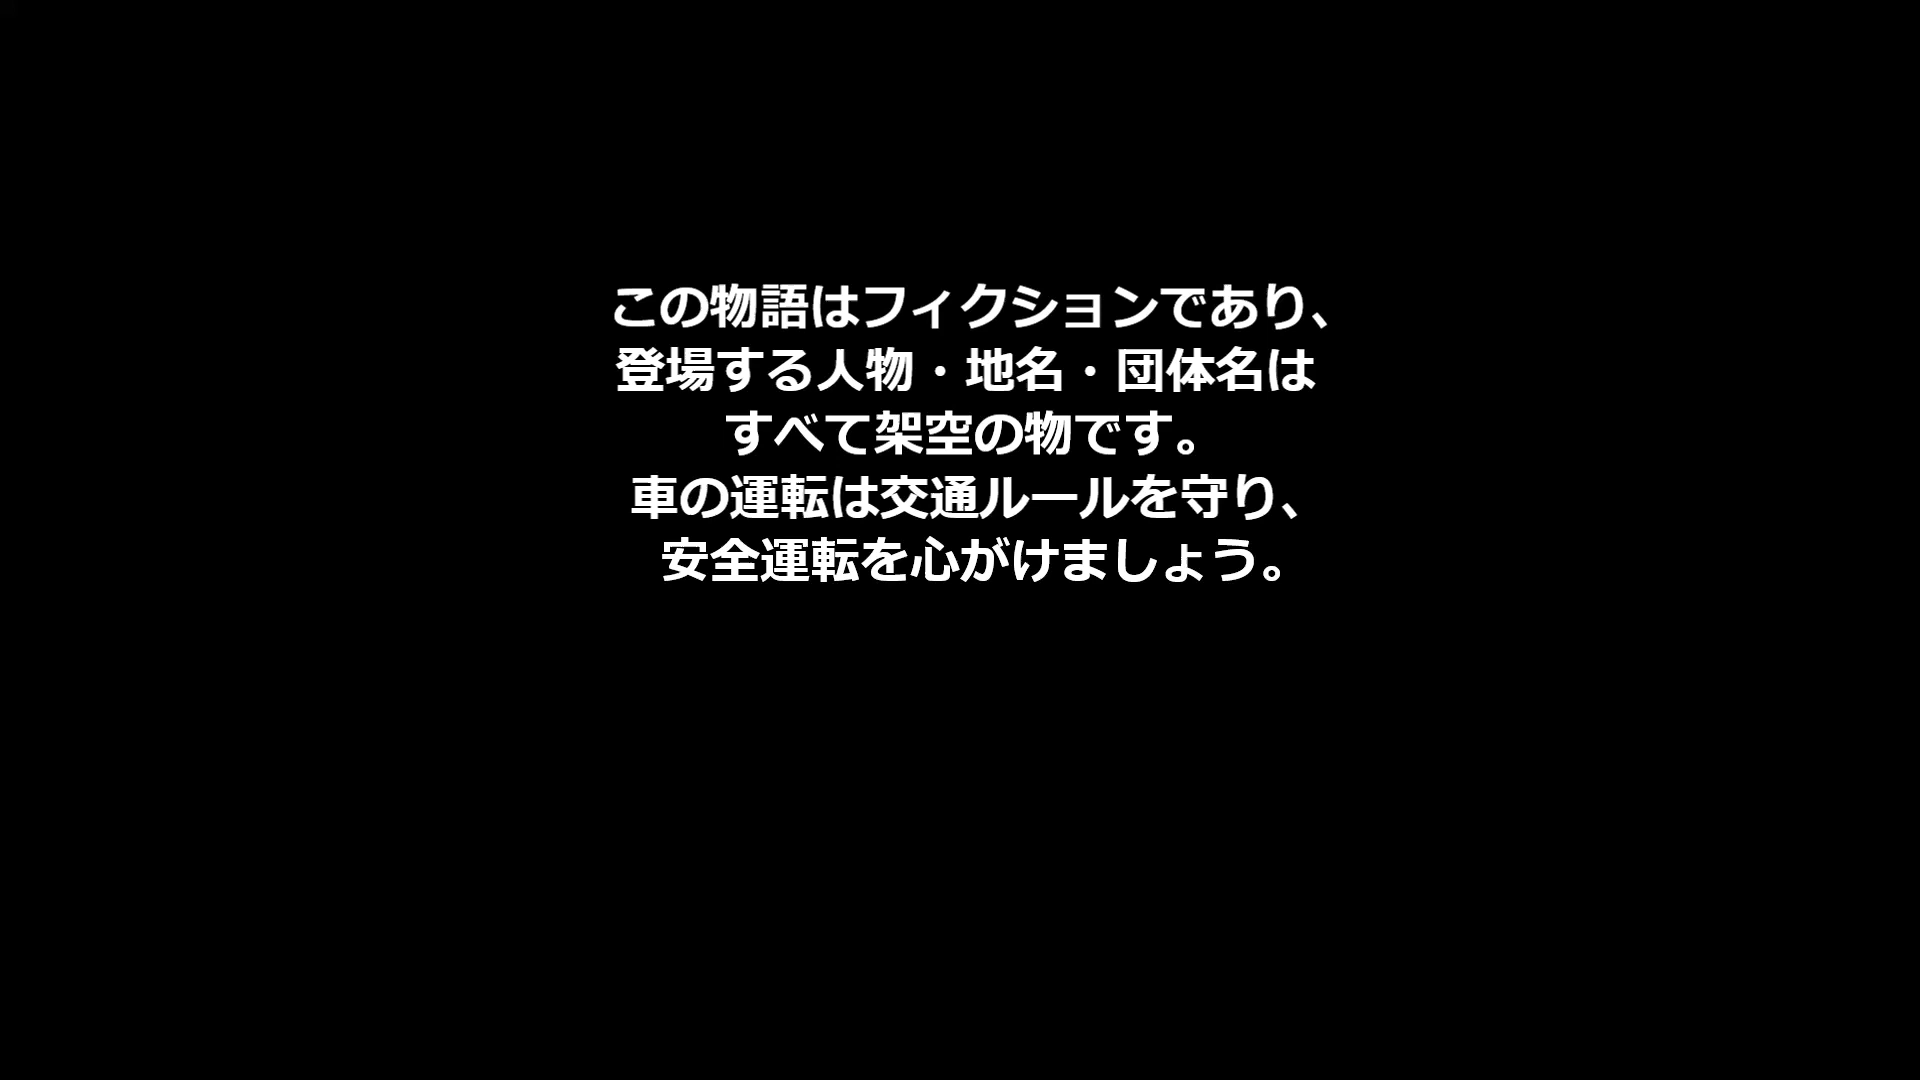 この物語はフィクションであり、
登場する人物・地名・団体名は
すべて架空の物です。
車の運転は交通ルールを守り、
安全運転を心がけましょう。